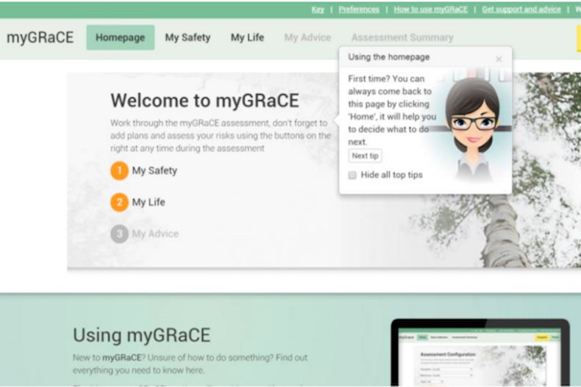 Key | Preferences | How to use myGRaCE | Get support and advice |
myGRaCE Homepage My Safety My Life My Advice Assessment Summary
Using the homepage
First time? You can
always come back to
this page by clicking
'Home', it will help you
to decide what to do
next.
Next tip
Hide all top tips
Welcome to myGRaCE
Work through the myGRaCE assessment, don't forget to
add plans and assess your risks using the buttons on the
right at any time during the assessment
1 My Safety
2 My Life
3 My Advice
Using myGRaCE
New to myGRaCE? Unsure of how to do something? Find out
everything you need to know here.
Assessment Configuration